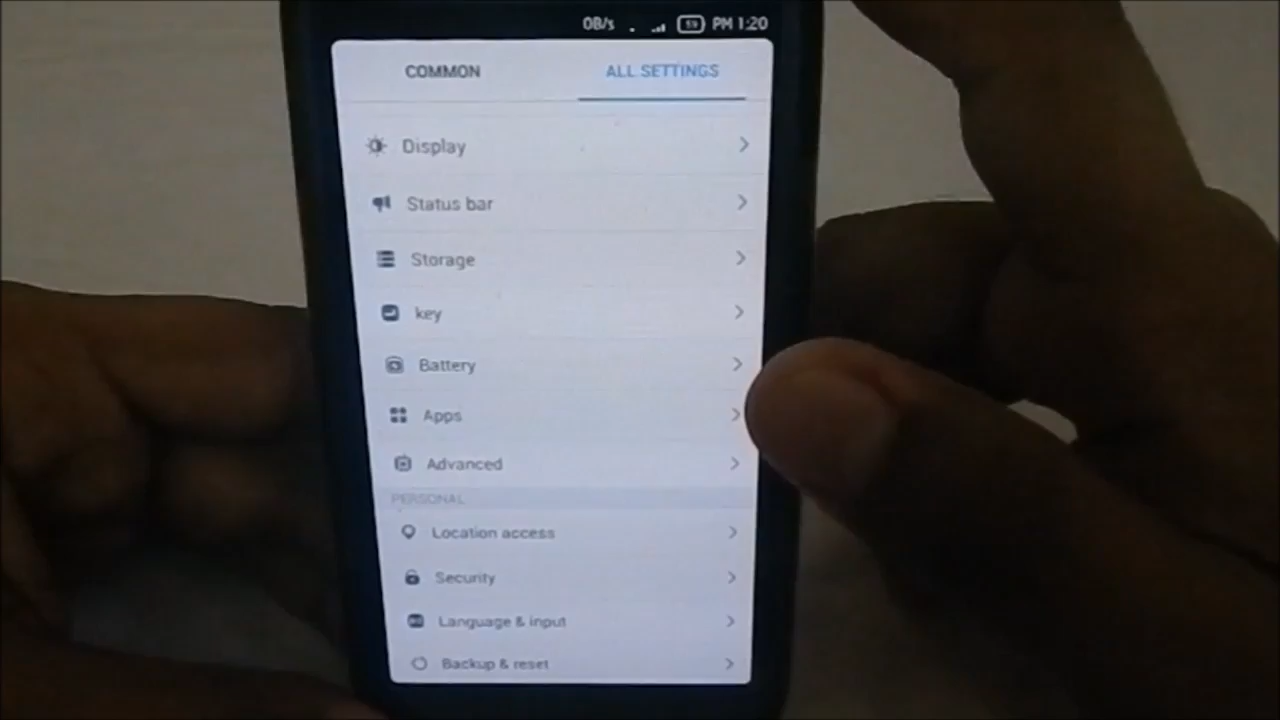 0B/s 59 PM 1:20
COMMON ALL SETTINGS
Display
Status bar
Storage
key
Battery
Apps
Advanced
PERSONAL
Location access
Security
Language & input
Backup & reset